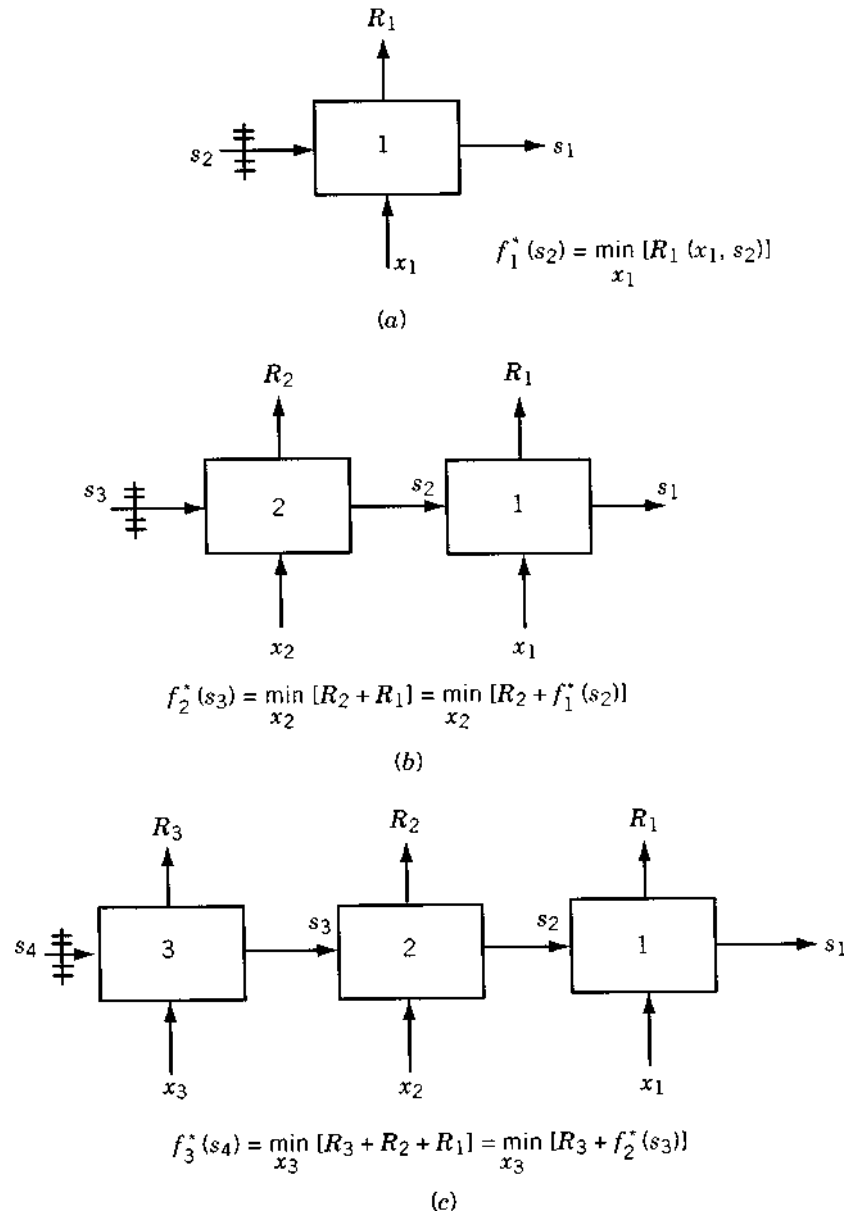 R₁
s₂ 1 s₁
x₁
f₁*(s₂) = min [R₁ (x₁, s₂)]
x₁
(a)
R₂ R₁
s₃ 2 s₂ 1 s₁
x₂ x₁
f₂*(s₃) = min [R₂ + R₁] = min [R₂ + f₁*(s₂)]
x₂ x₂
(b)
R₃ R₂ R₁
s₄ 3 s₃ 2 s₂ 1 s₁
x₃ x₂ x₁
f₃*(s₄) = min [R₃ + R₂ + R₁] = min [R₃ + f₂*(s₃)]
x₃ x₃
(c)